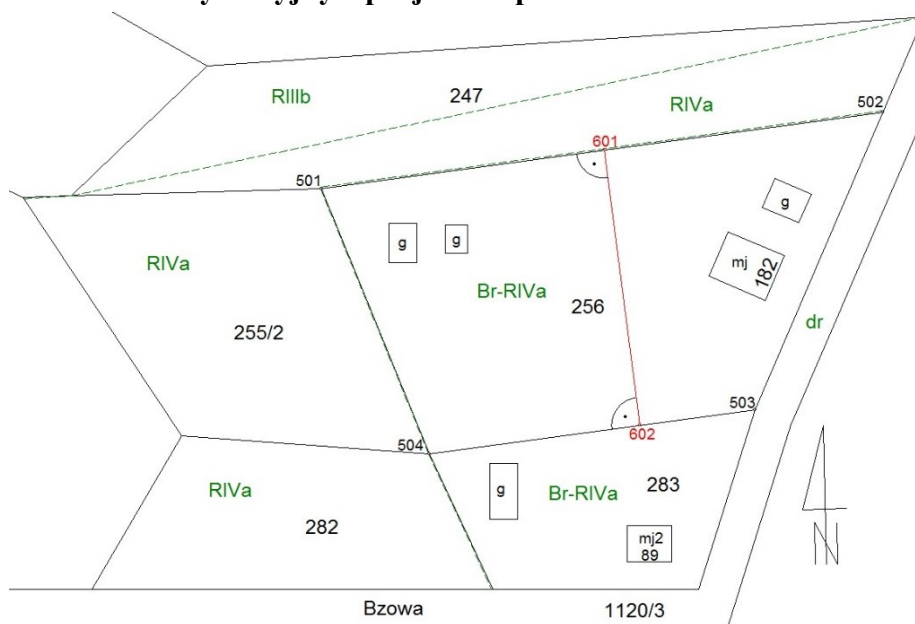 RIIIb
247
RIVa
502
601
501
g
g
g
RIVa
mj
182
Br-RIVa
256
dr
255/2
503
504
602
RIVa
g
Br-RIVa
283
282
mj2
89
N
Bzowa
1120/3